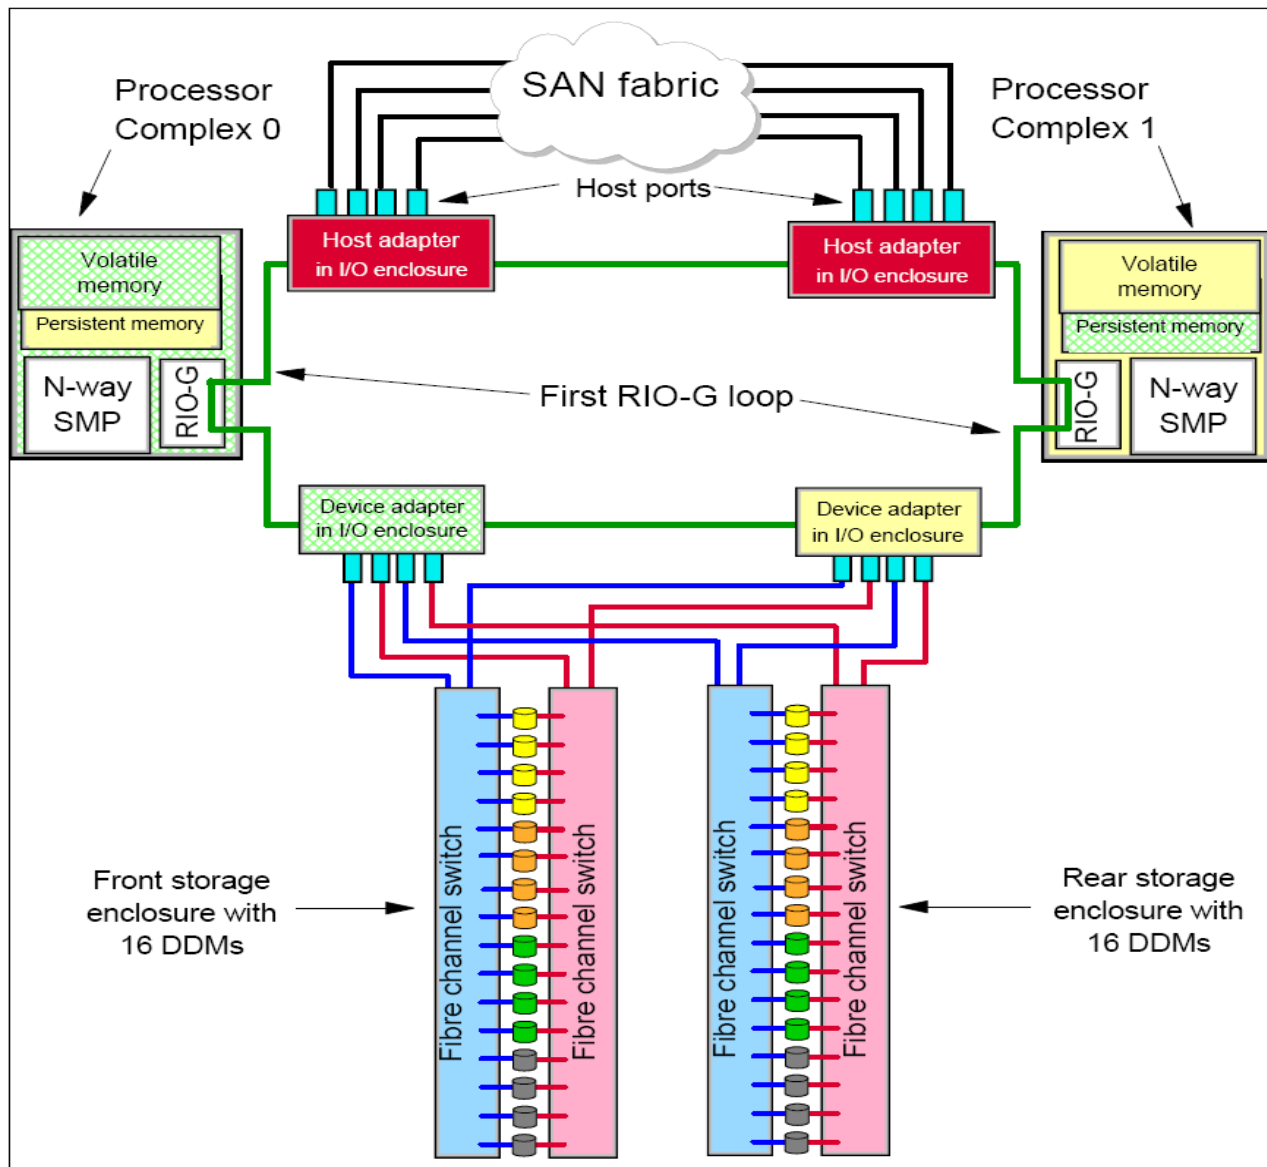 SAN fabric
Processor
Complex 0
Processor
Complex 1
Host ports
Host adapter
in I/O enclosure
Host adapter
in I/O enclosure
Volatile
memory
Persistent memory
N-way
SMP
RIO-G
Volatile
memory
Persistent memory
RIO-G
N-way
SMP
First RIO-G loop
Device adapter
in I/O enclosure
Device adapter
in I/O enclosure
Front storage
enclosure with
16 DDMs
Fibre channel switch
Fibre channel switch
Fibre channel switch
Fibre channel switch
Rear storage
enclosure with
16 DDMs